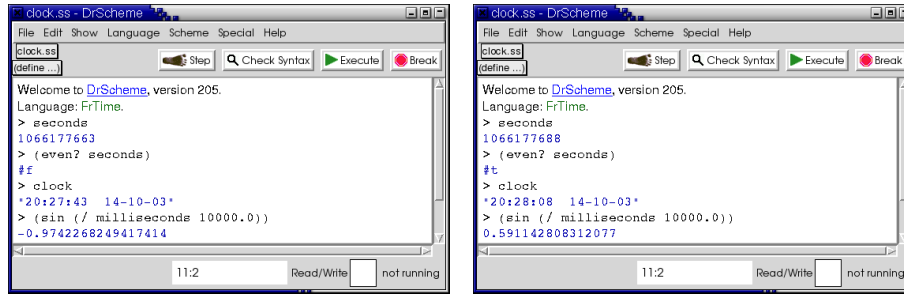 clock.ss - DrScheme
File Edit Show Language Scheme Special Help
clock.ss
(define ...)
Step Check Syntax Execute Break
Welcome to DrScheme, version 205.
Language: FrTime.
> seconds
1066177663
> (even? seconds)
#f
> clock
"20:27:43  14-10-03"
> (sin (/ milliseconds 10000.0))
-0.9742268249417414
11:2 Read/Write not running
clock.ss - DrScheme
File Edit Show Language Scheme Special Help
clock.ss
(define ...)
Step Check Syntax Execute Break
Welcome to DrScheme, version 205.
Language: FrTime.
> seconds
1066177688
> (even? seconds)
#t
> clock
"20:28:08  14-10-03"
> (sin (/ milliseconds 10000.0))
0.591142808312077
11:2 Read/Write not running